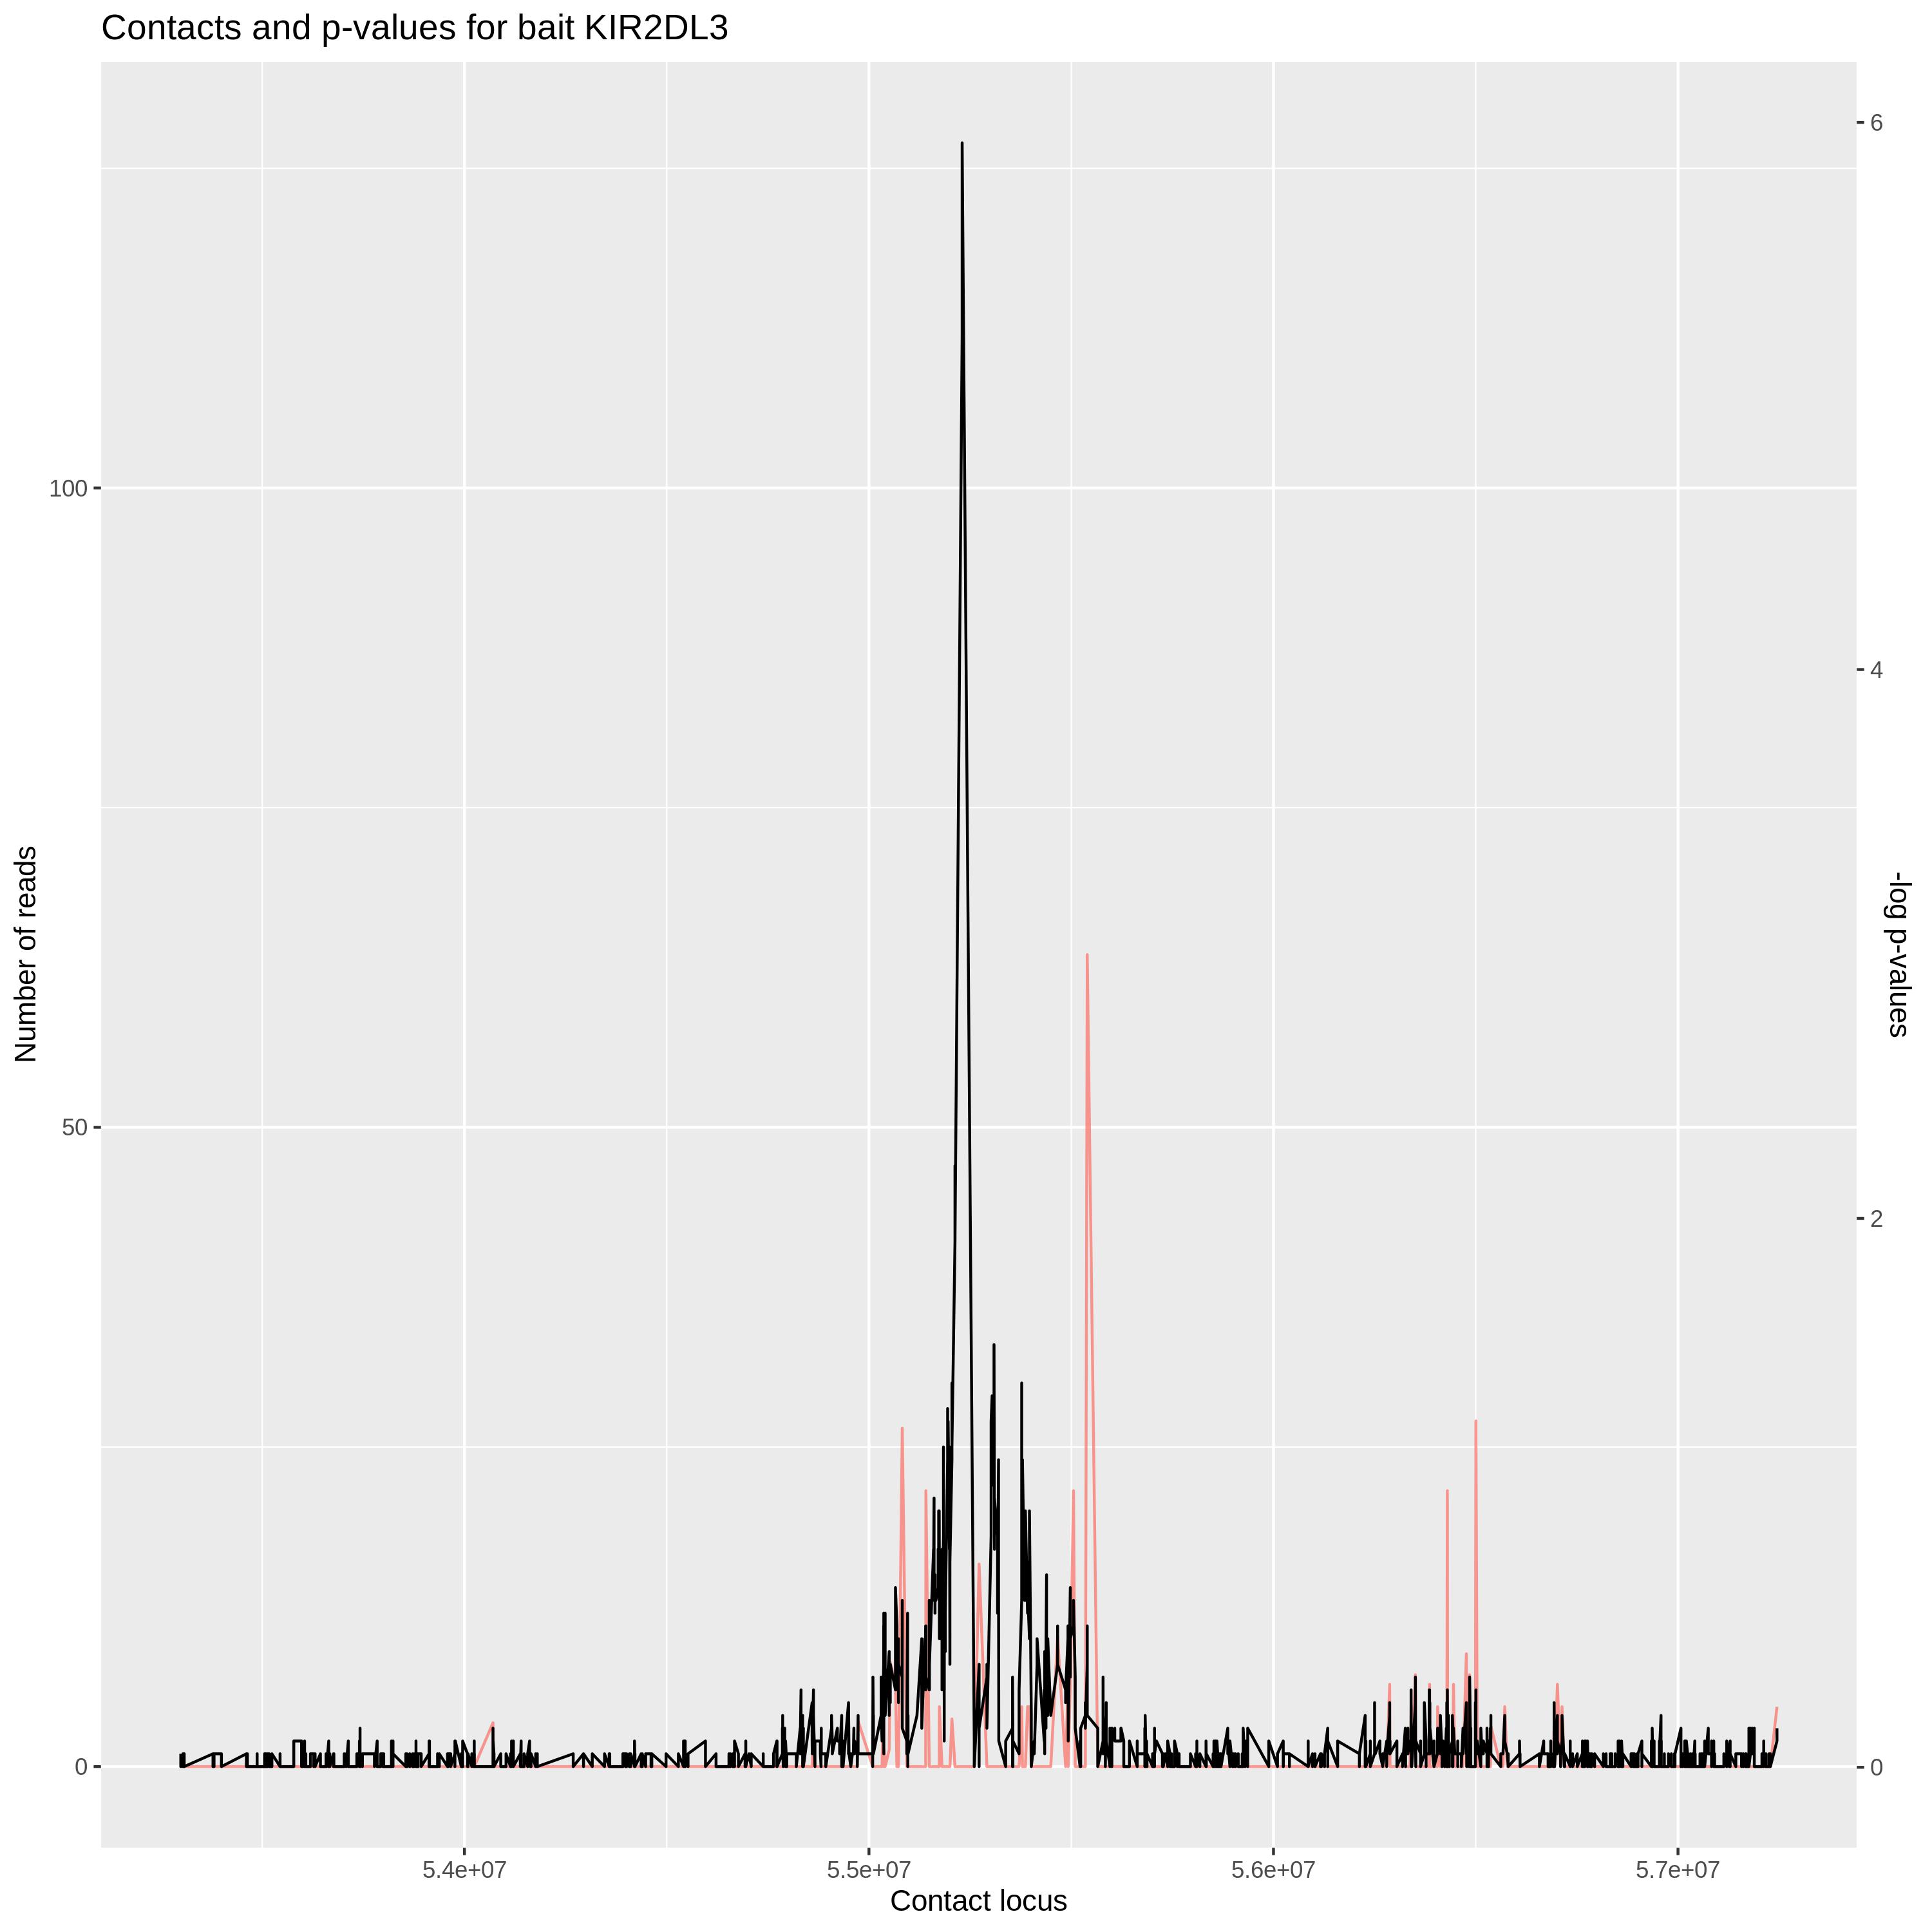 Contacts and p-values for bait KIR2DL3
6
100
4
Number of reads
-log p-values
50
2
0
0
5.4e+07
5.5e+07
5.6e+07
5.7e+07
Contact locus